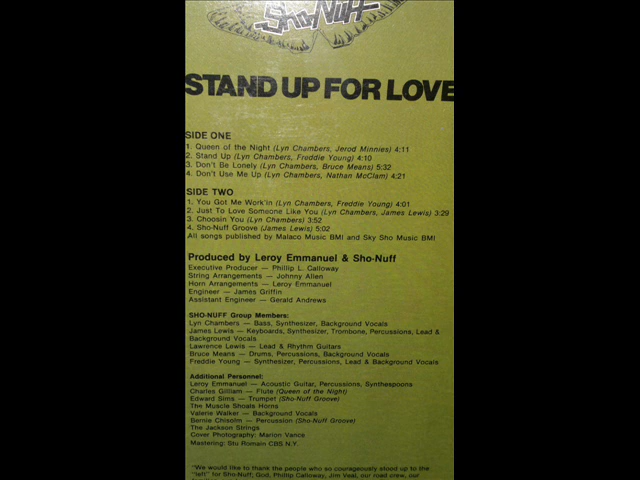 Sho-Nuff
STAND UP FOR LOVE
SIDE ONE
1. Queen of the Night (Lyn Chambers, Jerod Minnies) 4:11
2. Stand Up (Lyn Chambers, Freddie Young) 4:10
3. Don't Be Lonely (Lyn Chambers, Bruce Means) 5:32
4. Don't Use Me Up (Lyn Chambers, Nathan McClam) 4:21
SIDE TWO
1. You Got Me Work'in (Lyn Chambers, Freddie Young) 4:01
2. Just To Love Someone Like You (Lyn Chambers, James Lewis) 3:29
3. Choosin You (Lyn Chambers) 3:52
4. Sho-Nuff Groove (James Lewis) 5:02
All songs published by Malaco Music BMI and Sky Sho Music BMI
Produced by Leroy Emmanuel & Sho-Nuff
Executive Producer — Phillip L. Calloway
String Arrangements — Johnny Allen
Horn Arrangements — Leroy Emmanuel
Engineer — James Griffin
Assistant Engineer — Gerald Andrews
SHO-NUFF Group Members:
Lyn Chambers — Bass, Synthesizer, Background Vocals
James Lewis — Keyboards, Synthesizer, Trombone, Percussions, Lead &
Background Vocals
Lawrence Lewis — Lead & Rhythm Guitars
Bruce Means — Drums, Percussions, Background Vocals
Freddie Young — Synthesizer, Percussions, Lead & Background Vocals
Additional Personnel:
Leroy Emmanuel — Acoustic Guitar, Percussions, Synthespoons
Charles Gilliam — Flute (Queen of the Night)
Edward Sims — Trumpet (Sho-Nuff Groove)
The Muscle Shoals Horns
Valerie Walker — Background Vocals
Bernie Chisolm — Percussion (Sho-Nuff Groove)
The Jackson Strings
Cover Photography: Marion Vance
Mastering: Stu Romain CBS N.Y.
"We would like to thank the people who so courageously stood up to the
"left" for Sho-Nuff; God, Phillip Calloway, Jim Veal, our road crew, our